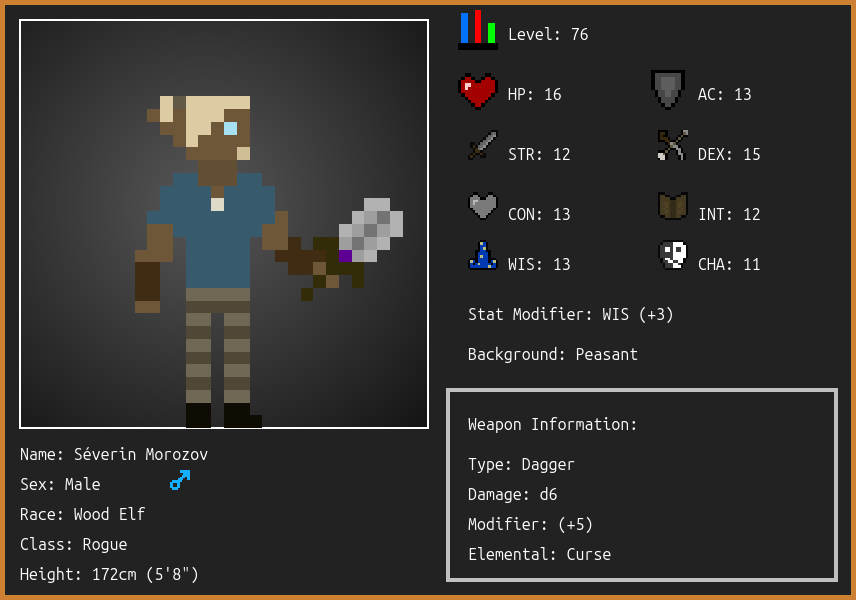 Level: 76
HP: 16
AC: 13
STR: 12
DEX: 15
CON: 13
INT: 12
WIS: 13
CHA: 11
Stat Modifier: WIS (+3)
Background: Peasant
Weapon Information:
Type: Dagger
Damage: d6
Modifier: (+5)
Elemental: Curse
Name: Séverin Morozov
Sex: Male
Race: Wood Elf
Class: Rogue
Height: 172cm (5'8")